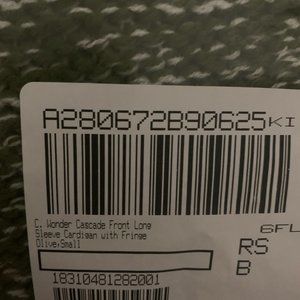 A280672B90625KI
C. Wonder Cascade Front Long
Sleeve Cardigan with Fringe
Olive,Small
6FL
RS
B
18310481282001